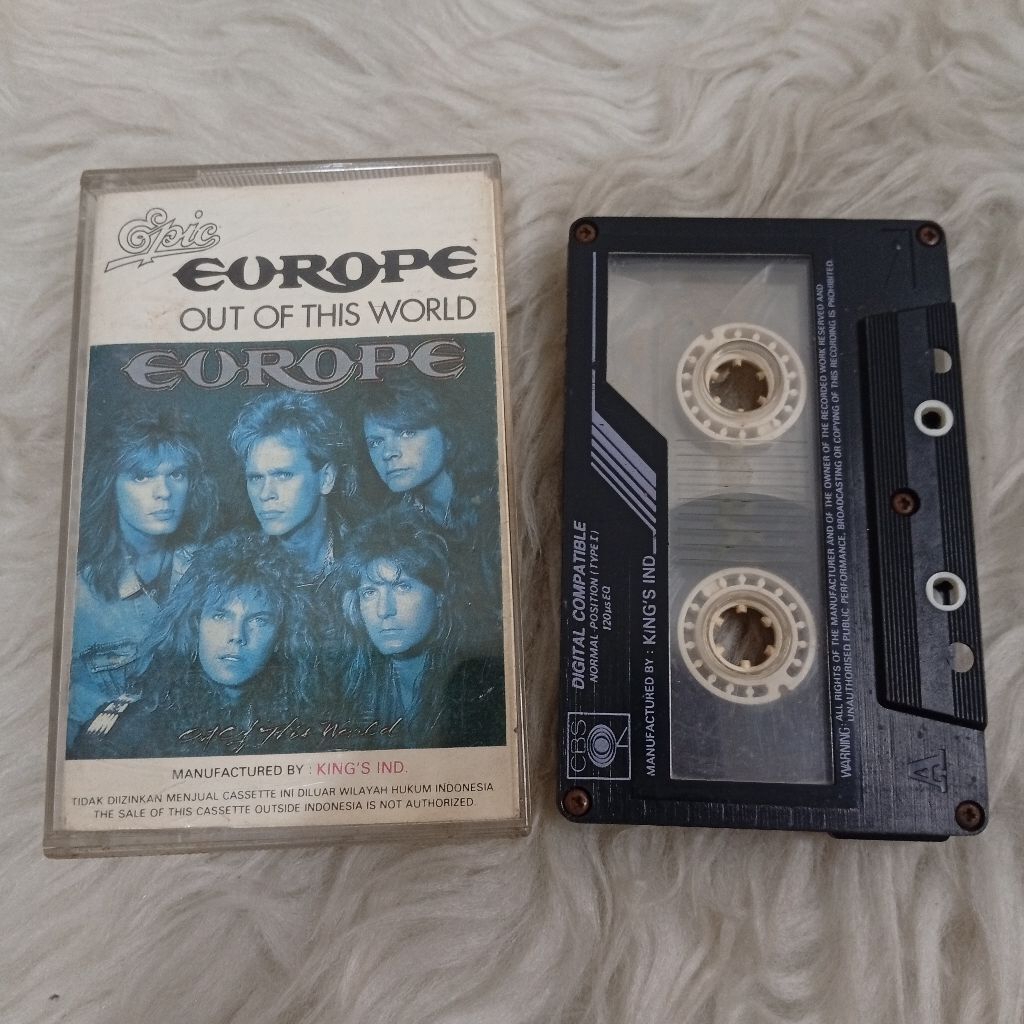 Epic
EUROPE
OUT OF THIS WORLD
EUROPE
Out Of This World
MANUFACTURED BY : KING'S IND.
TIDAK DIIZINKAN MENJUAL CASSETTE INI DILUAR WILAYAH HUKUM INDONESIA
THE SALE OF THIS CASSETTE OUTSIDE INDONESIA IS NOT AUTHORIZED.
CBS
DIGITAL COMPATIBLE
NORMAL POSITION (TYPE I)
120µs EQ
MANUFACTURED BY : KING'S IND
WARNING: ALL RIGHTS OF THE MANUFACTURER AND OF THE OWNER OF THE RECORDED WORK RESERVED AND
UNAUTHORISED PUBLIC PERFORMANCE, BROADCASTING OR COPYING OF THIS RECORDING IS PROHIBITED.
A